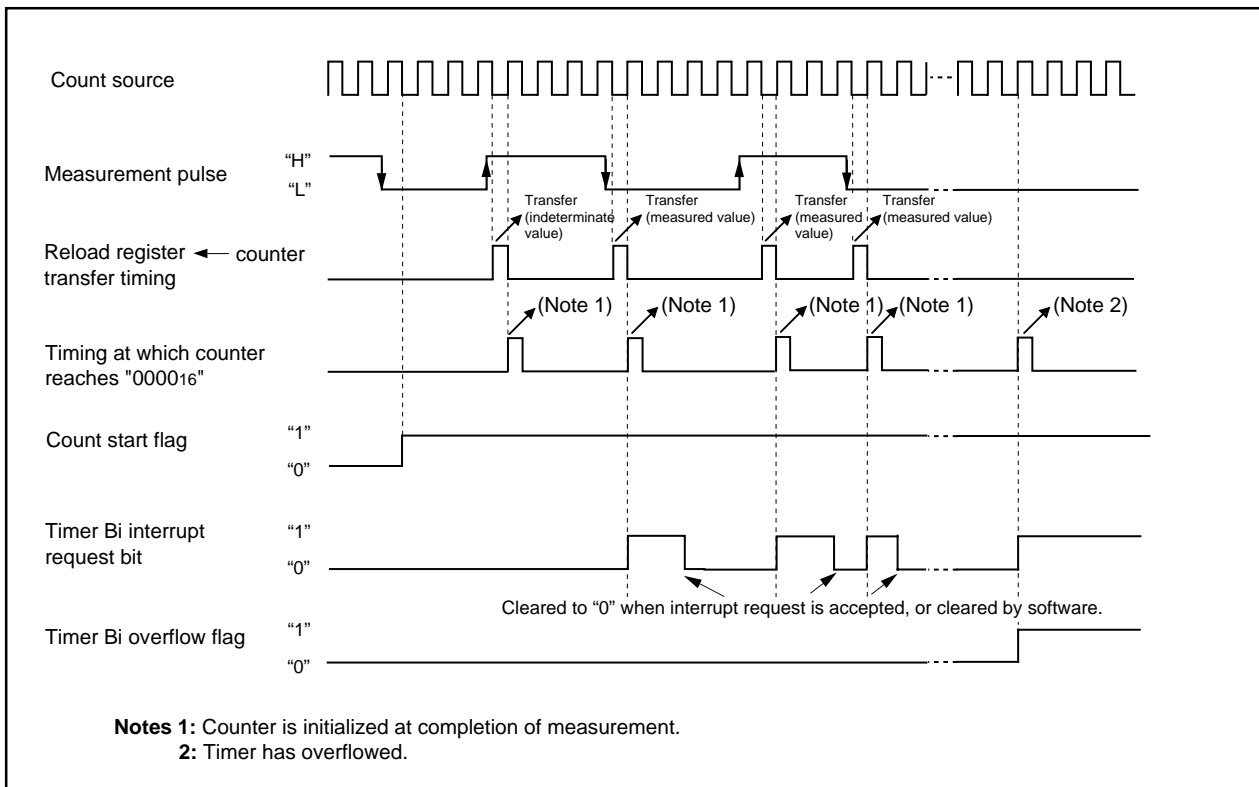 Count source
Measurement pulse
“H”
“L”
Transfer
(indeterminate
value)
Transfer
(measured value)
Transfer
(measured
value)
Transfer
(measured value)
Reload register ← counter
transfer timing
(Note 1)
(Note 1)
(Note 1)
(Note 1)
(Note 2)
Timing at which counter
reaches "000016"
Count start flag
“1”
“0”
Timer Bi interrupt
request bit
“1”
“0”
Cleared to “0” when interrupt request is accepted, or cleared by software.
Timer Bi overflow flag
“1”
“0”
Notes 1: Counter is initialized at completion of measurement.
2: Timer has overflowed.